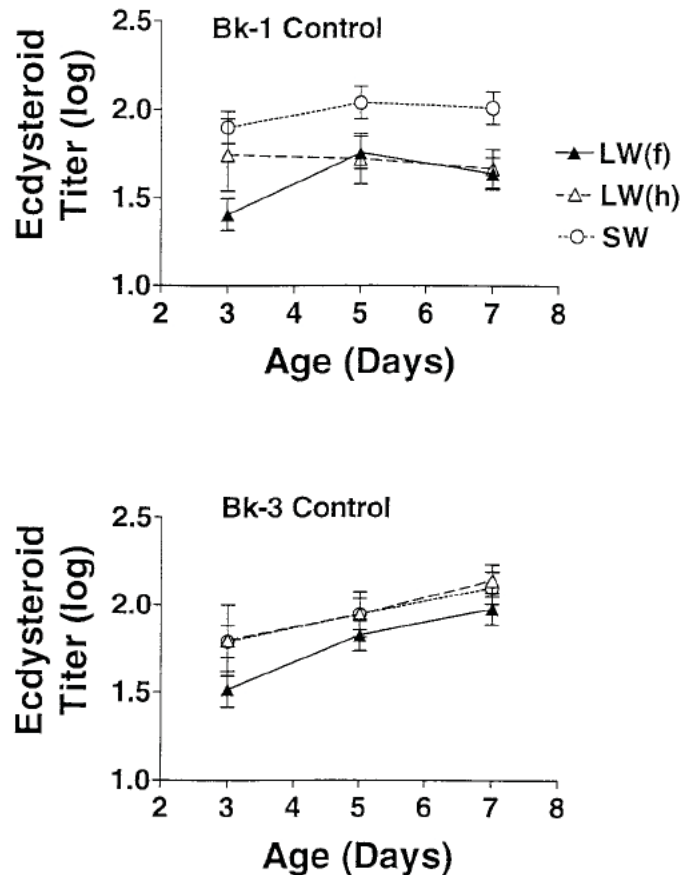 Bk-1 Control
Ecdysteroid
Titer (log)
2.5
2.0
1.5
1.0
2 3 4 5 6 7 8
Age (Days)
LW(f)
LW(h)
SW
Bk-3 Control
Ecdysteroid
Titer (log)
2.5
2.0
1.5
1.0
2 3 4 5 6 7 8
Age (Days)